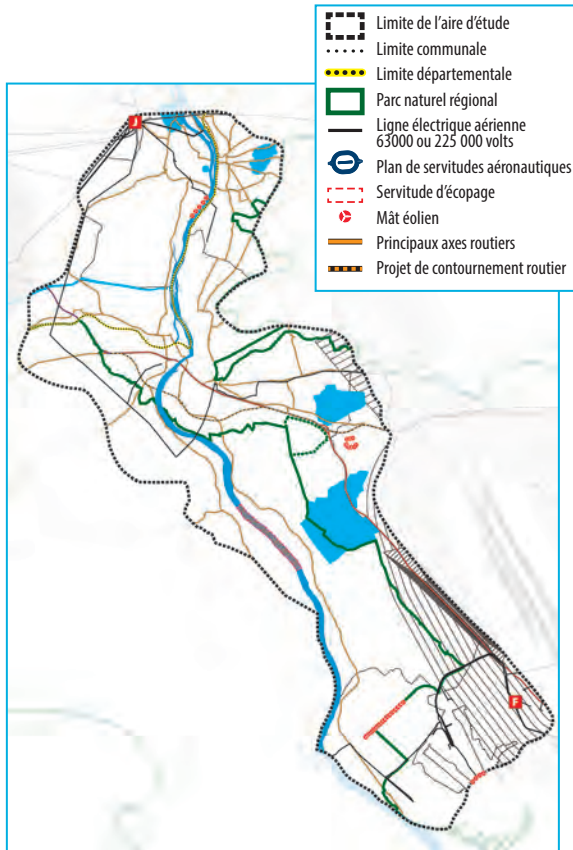 Limite de l'aire d'étude
Limite communale
Limite départementale
Parc naturel régional
Ligne électrique aérienne
63000 ou 225 000 volts
Plan de servitudes aéronautiques
Servitude d'écopage
Mât éolien
Principaux axes routiers
Projet de contournement routier
J
F